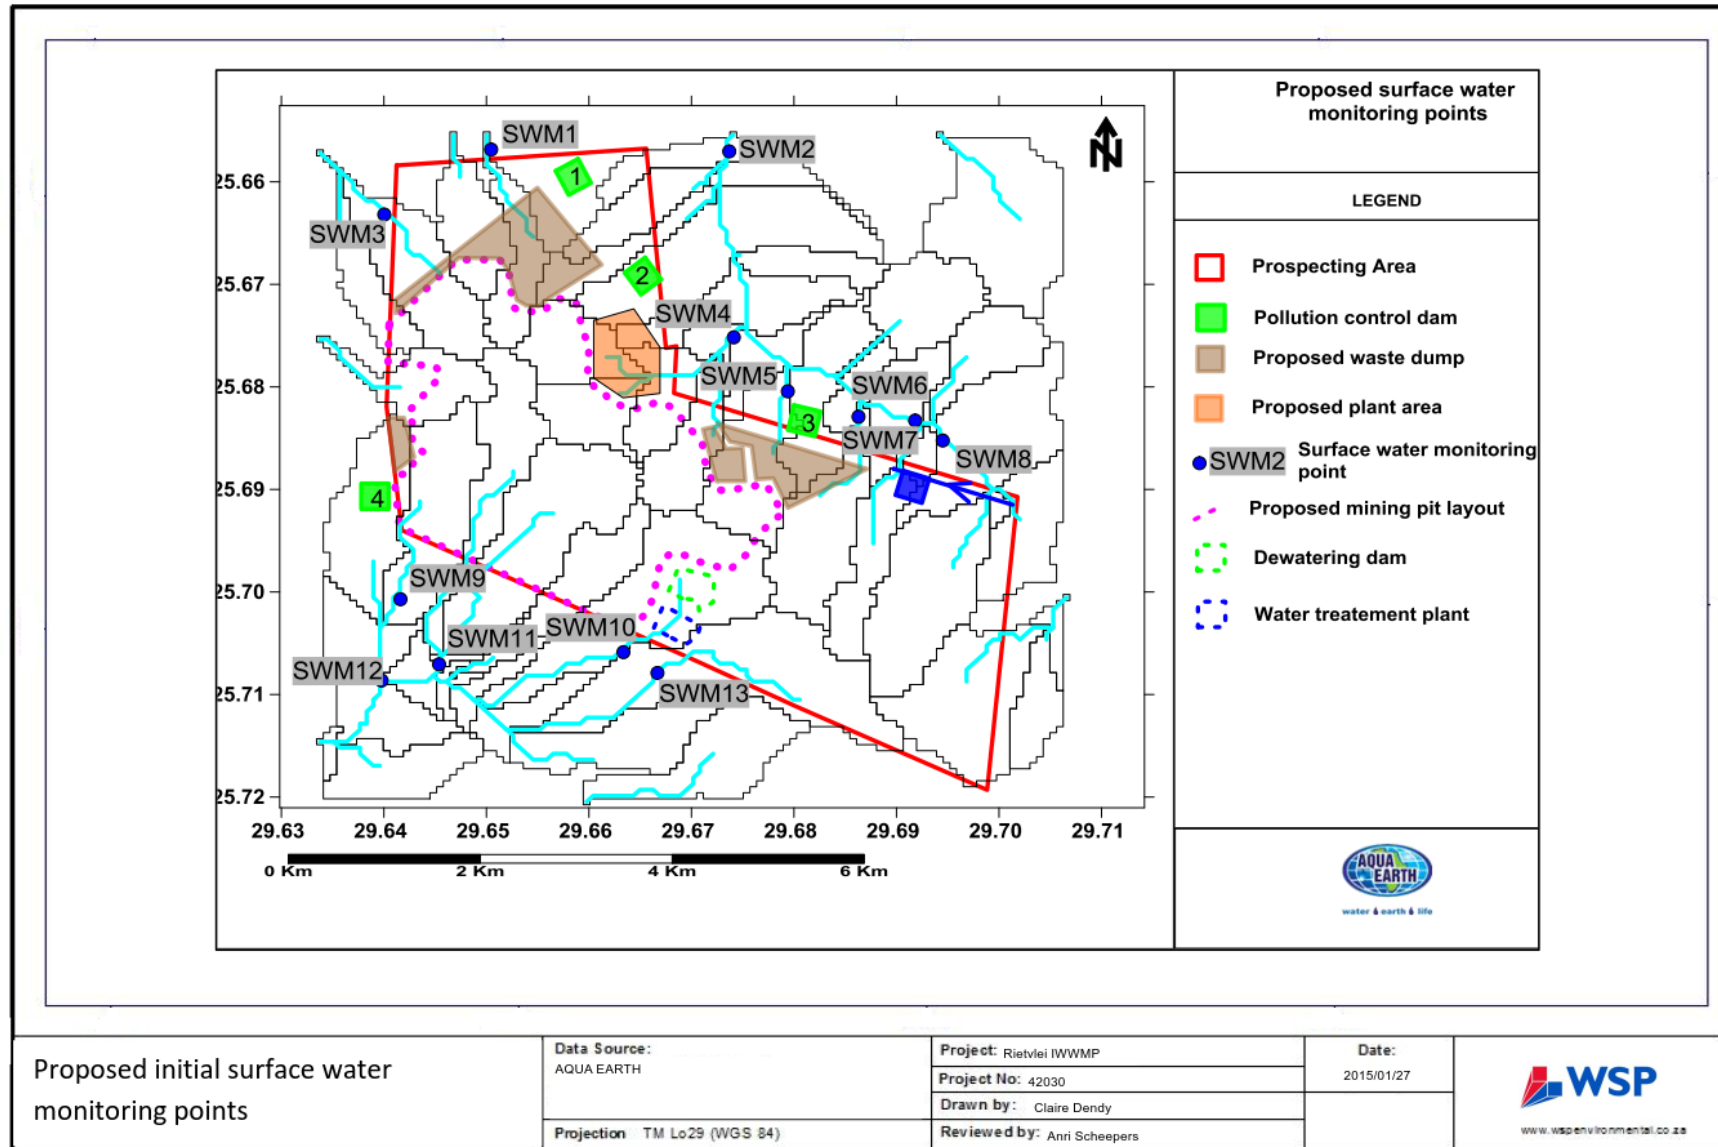 Proposed surface water
monitoring points
LEGEND
Prospecting Area
Pollution control dam
Proposed waste dump
Proposed plant area
SWM2 Surface water monitoring
point
Proposed mining pit layout
Dewatering dam
Water treatement plant
N
SWM1
SWM2
SWM3
SWM4
SWM5
SWM6
SWM7
SWM8
SWM9
SWM10
SWM11
SWM12
SWM13
1
2
3
4
25.66
25.67
25.68
25.69
25.70
25.71
25.72
29.63 29.64 29.65 29.66 29.67 29.68 29.69 29.70 29.71
0 Km 2 Km 4 Km 6 Km
AQUA
EARTH
water earth life
Proposed initial surface water
monitoring points
Data Source:
AQUA EARTH
Projection TM Lo29 (WGS 84)
Project: Rietvlei IWWMP
Project No: 42030
Drawn by: Claire Dendy
Reviewed by: Anri Scheepers
Date:
2015/01/27
WSP
www.wspenvironmental.co.za